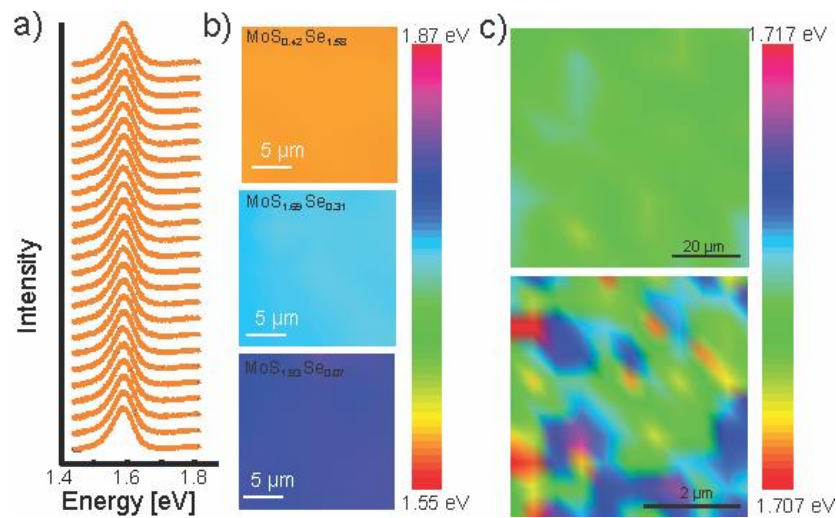 a)
Intensity
1.4 1.6 1.8
Energy [eV]
b)
MoS0.42Se1.58
5 µm
MoS1.69Se0.31
5 µm
MoS1.93Se0.07
5 µm
1.87 eV
1.55 eV
c)
20 µm
2 µm
1.717 eV
1.707 eV